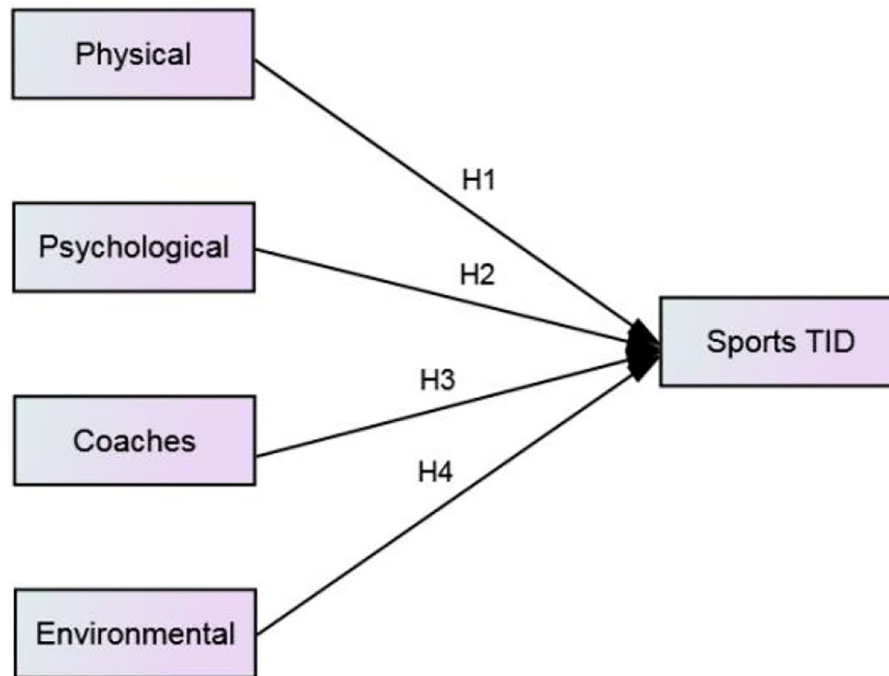 Physical
H1
Psychological
H2
Sports TID
H3
Coaches
H4
Environmental